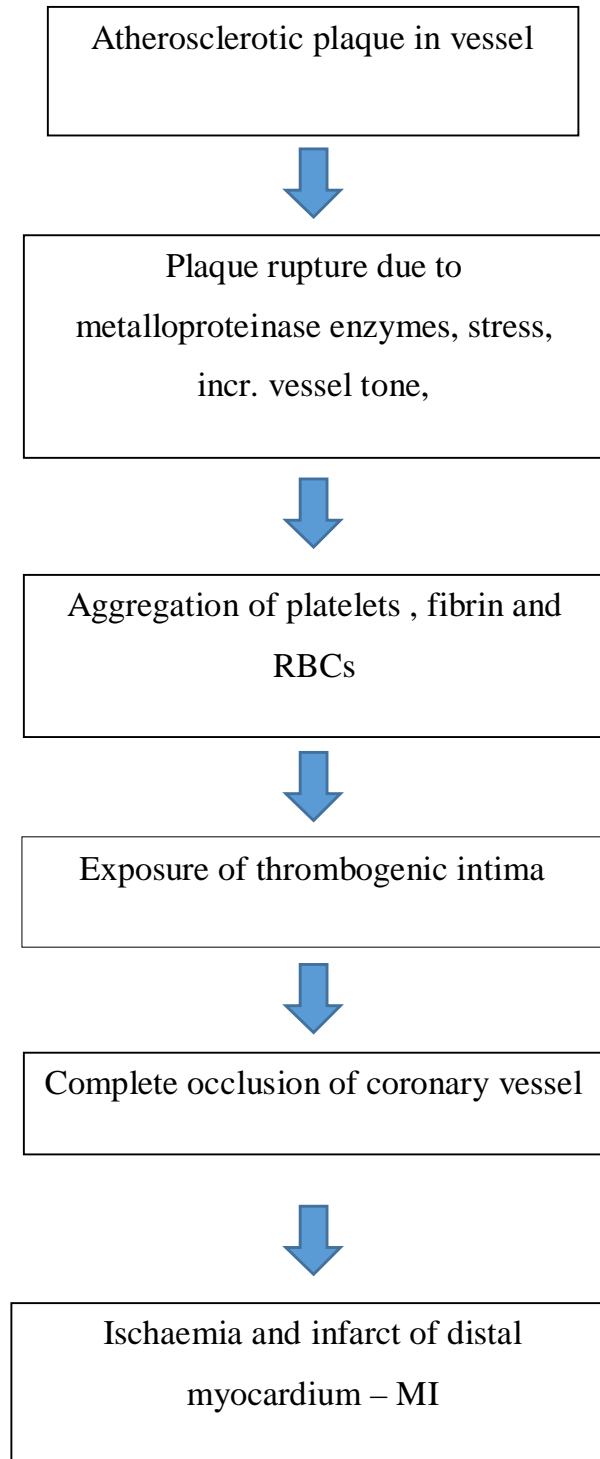 Atherosclerotic plaque in vessel
Plaque rupture due to
metalloproteinase enzymes, stress,
incr. vessel tone,
Aggregation of platelets , fibrin and
RBCs
Exposure of thrombogenic intima
Complete occlusion of coronary vessel
Ischaemia and infarct of distal
myocardium – MI